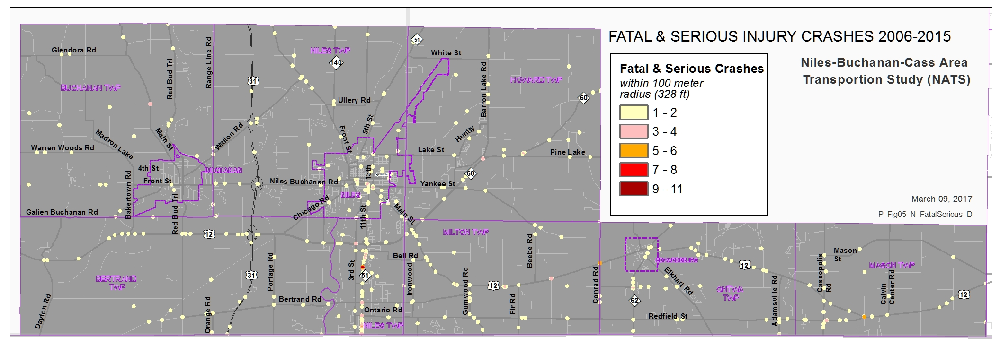 FATAL & SERIOUS INJURY CRASHES 2006-2015
Niles-Buchanan-Cass Area
Transportion Study (NATS)
Fatal & Serious Crashes
within 100 meter
radius (328 ft)
1 - 2
3 - 4
5 - 6
7 - 8
9 - 11
March 09, 2017
P_Fig05_N_FatalSerious_D
51
Glendora Rd
NILES TWP
White St
140
Red Bud Trl
Range Line Rd
31
BUCHANAN TWP
HOWARD TWP
Barron Lake Rd
60
Ullery Rd
5th St
Madron Lake
Main St
Walton Rd
Front St
Huntly
Warren Woods Rd
Lake St
Pine Lake
4th St
BUCHANAN
13th
60
Bakertown Rd
Front St
Niles Buchanan Rd
Yankee St
NILES
Red Bud Trl
Chicago Rd
11th St
Main St
Galien Buchanan Rd
12
MILTON TWP
Beebe Rd
Bell Rd
EDWARDSBURG
12
Mason
St
Cassopolis
Rd
MASON TWP
BERTRAND
TWP
31
Portage Rd
3rd St
51
Ironwood
Gumwood Rd
12
Conrad Rd
Elkhart Rd
ONTWA
TWP
Adamsville Rd
Calvin
Center Rd
12
Dayton Rd
Orange Rd
Bertrand Rd
Ontario Rd
Fir Rd
62
Redfield St
NILES TWP